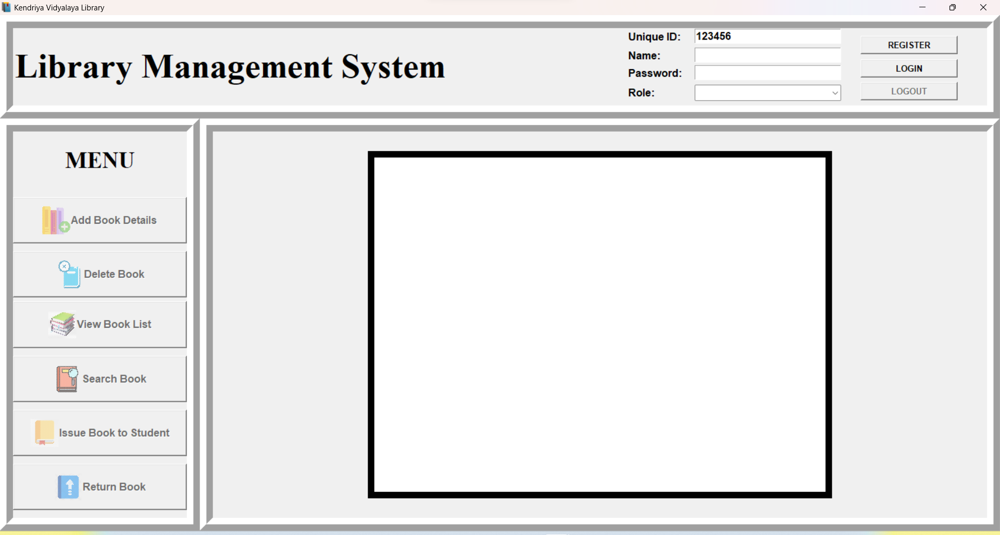 Kendriya Vidyalaya Library
Library Management System
Unique ID: 123456
Name:
Password:
Role:
REGISTER
LOGIN
LOGOUT
MENU
Add Book Details
Delete Book
View Book List
Search Book
Issue Book to Student
Return Book